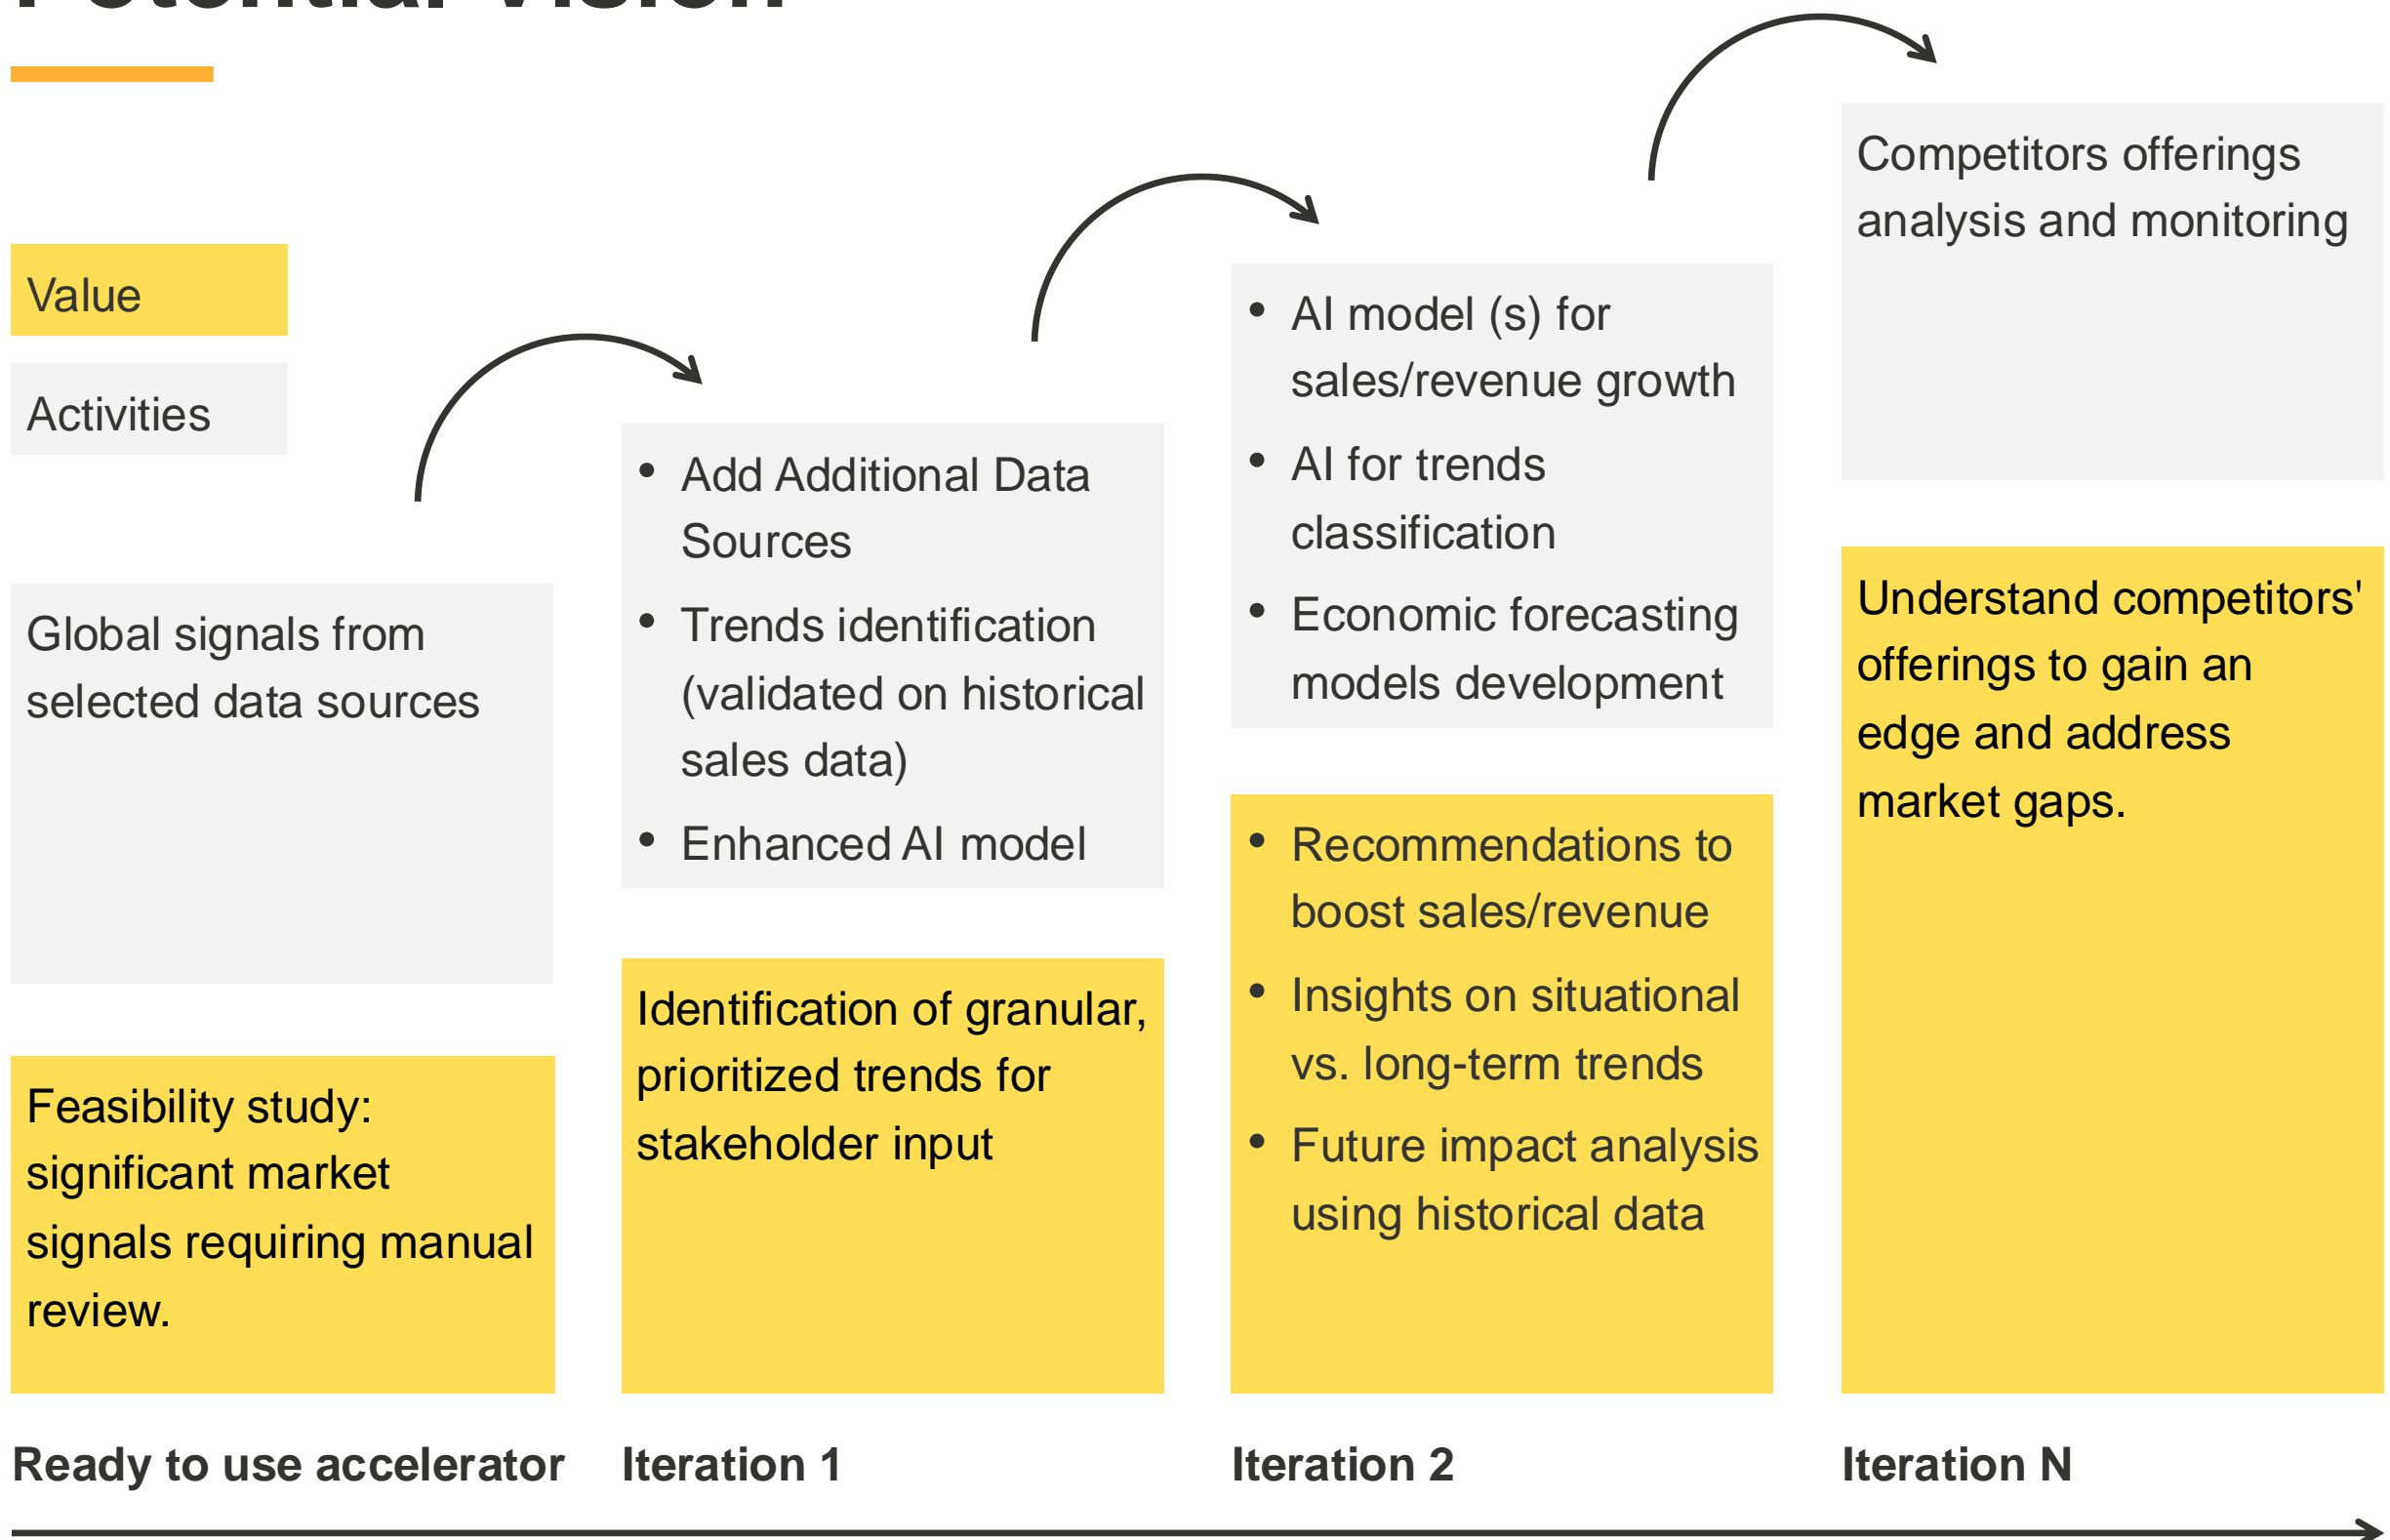 Potential vision
Value
Activities
Global signals from
selected data sources
Feasibility study:
significant market
signals requiring manual
review.
Ready to use accelerator
• Add Additional Data
Sources
• Trends identification
(validated on historical
sales data)
• Enhanced AI model
Identification of granular,
prioritized trends for
stakeholder input
Iteration 1
• AI model (s) for
sales/revenue growth
• AI for trends
classification
• Economic forecasting
models development
• Recommendations to
boost sales/revenue
• Insights on situational
vs. long-term trends
• Future impact analysis
using historical data
Iteration 2
Competitors offerings
analysis and monitoring
Understand competitors'
offerings to gain an
edge and address
market gaps.
Iteration N